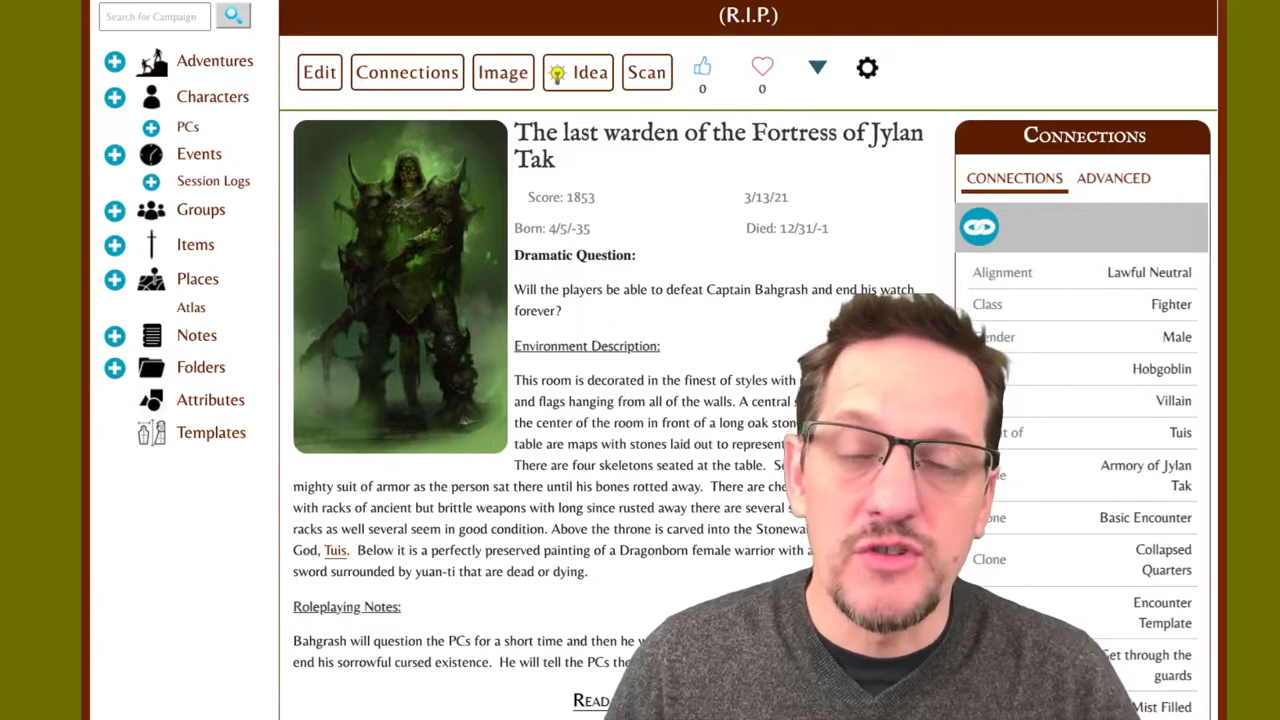 (R.I.P.)
Search for Campaign
Adventures
Characters
PCs
Events
Session Logs
Groups
Items
Places
Atlas
Notes
Folders
Attributes
Templates
Edit
Connections
Image
Idea
Scan
0
0
The last warden of the Fortress of Jylan
Tak
Score: 1853 3/13/21
Born: 4/5/-35 Died: 12/31/-1
Dramatic Question:
Will the players be able to defeat Captain Bahgrash and end his watch
forever?
Environment Description:
This room is decorated in the finest of styles with
and flags hanging from all of the walls. A central
the center of the room in front of a long oak
table are maps with stones laid out to
There are four skeletons seated at the table.
mighty suit of armor as the person sat there until his bones rotted away. There are
with racks of ancient but brittle weapons with long since rusted away there are several
racks as well several seem in good condition. Above the throne is carved into the
God, Tuis. Below it is a perfectly preserved painting of a Dragonborn female warrior with
sword surrounded by yuan-ti that are dead or dying.
Roleplaying Notes:
Bahgrash will question the PCs for a short time and then he
end his sorrowful cursed existence. He will tell the PCs
Read
Connections
CONNECTIONS ADVANCED
Alignment Lawful Neutral
Class Fighter
Male
Hobgoblin
Villain
of Tuis
Armory of Jylan
Tak
Basic Encounter
Clone Collapsed
Quarters
Encounter
Template
Get through the
guards
Mist Filled